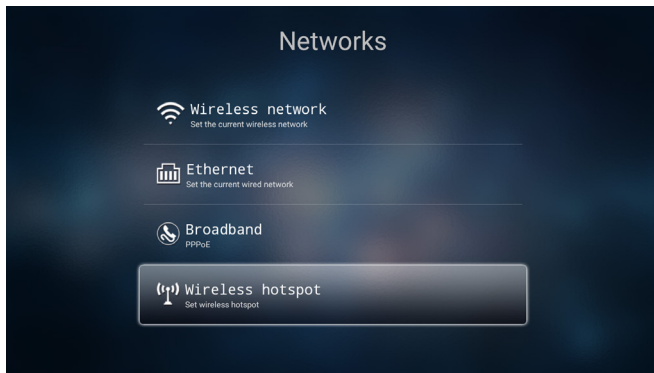 Networks
Wireless network
Set the current wireless network
Ethernet
Set the current wired network
Broadband
PPPoE
Wireless hotspot
Set wireless hotspot